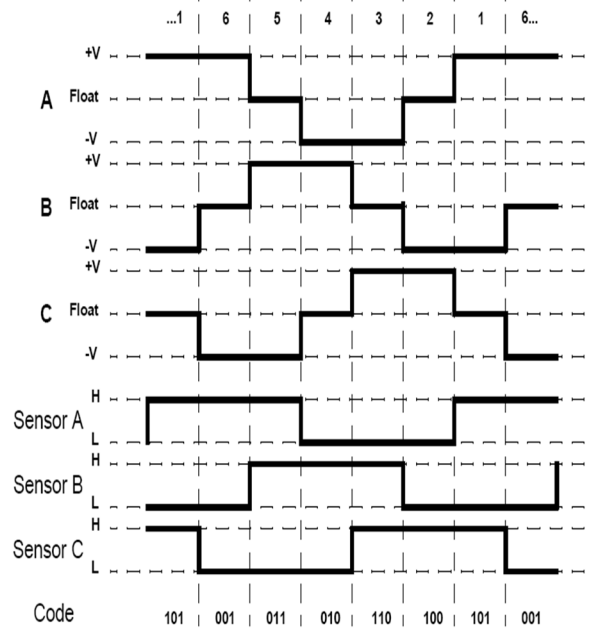 ...1 6 5 4 3 2 1 6...
+V
A Float
-V
+V
B Float
-V
+V
C Float
-V
H
Sensor A
L
H
Sensor B
L
H
Sensor C
L
Code 101 001 011 010 110 100 101 001